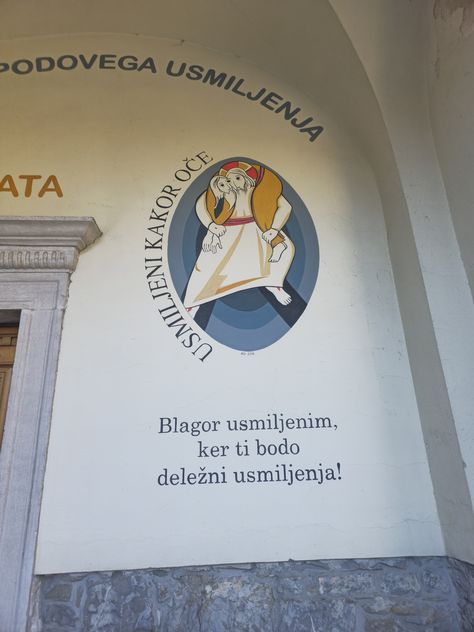 PODOVEGA USMILJENJA
ATA
USMILJENI KAKOR OČE
Blagor usmiljenim,
ker ti bodo
deležni usmiljenja!